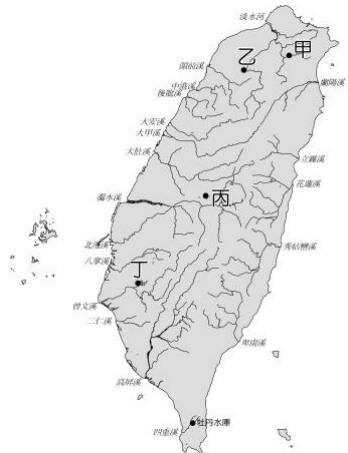 淡水河
甲
乙
頭前溪
中港溪
後龍溪
蘭陽溪
大安溪
大甲溪
大肚溪
立霧溪
花蓮溪
濁水溪
丙
北港溪
八掌溪
秀姑巒溪
丁
曾文溪
二仁溪
卑南溪
高屏溪
牡丹水庫
四重溪